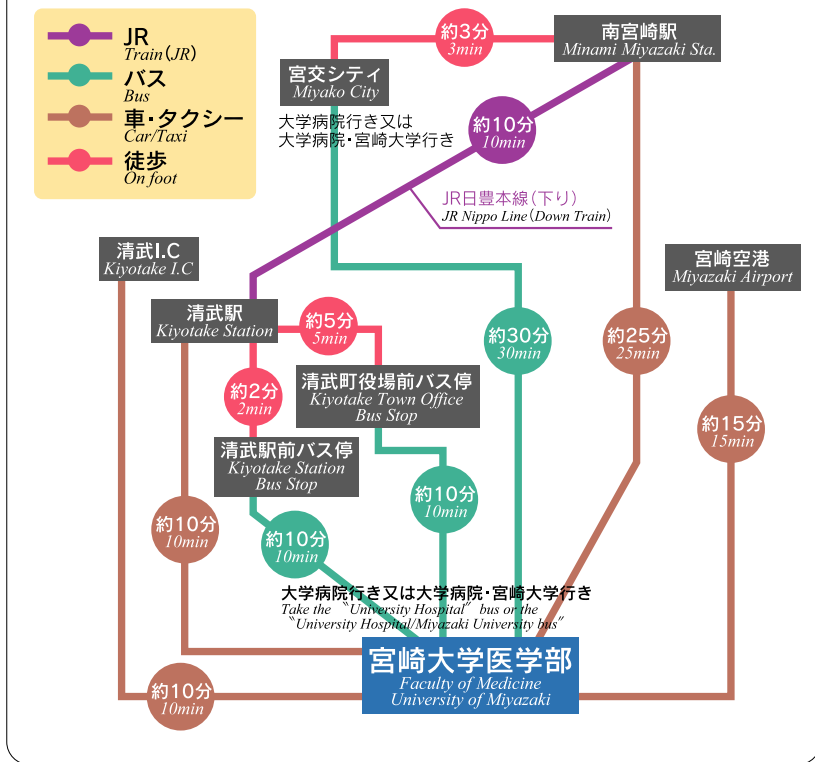 JR
Train(JR)
バス
Bus
車・タクシー
Car/Taxi
徒歩
On foot
約3分
3min
南宮崎駅
Minami Miyazaki Sta.
宮交シティ
Miyako City
大学病院行き又は
大学病院・宮崎大学行き
約10分
10min
JR日豊本線(下り)
JR Nippo Line(Down Train)
清武I.C
Kiyotake I.C
宮崎空港
Miyazaki Airport
清武駅
Kiyotake Station
約5分
5min
約30分
30min
約25分
25min
約2分
2min
清武町役場前バス停
Kiyotake Town Office
Bus Stop
約15分
15min
清武駅前バス停
Kiyotake Station
Bus Stop
約10分
10min
約10分
10min
約10分
10min
大学病院行き又は大学病院・宮崎大学行き
Take the 〝University Hospital〞 bus or the
〝University Hospital/Miyazaki University bus〞
宮崎大学医学部
Faculty of Medicine
University of Miyazaki
約10分
10min